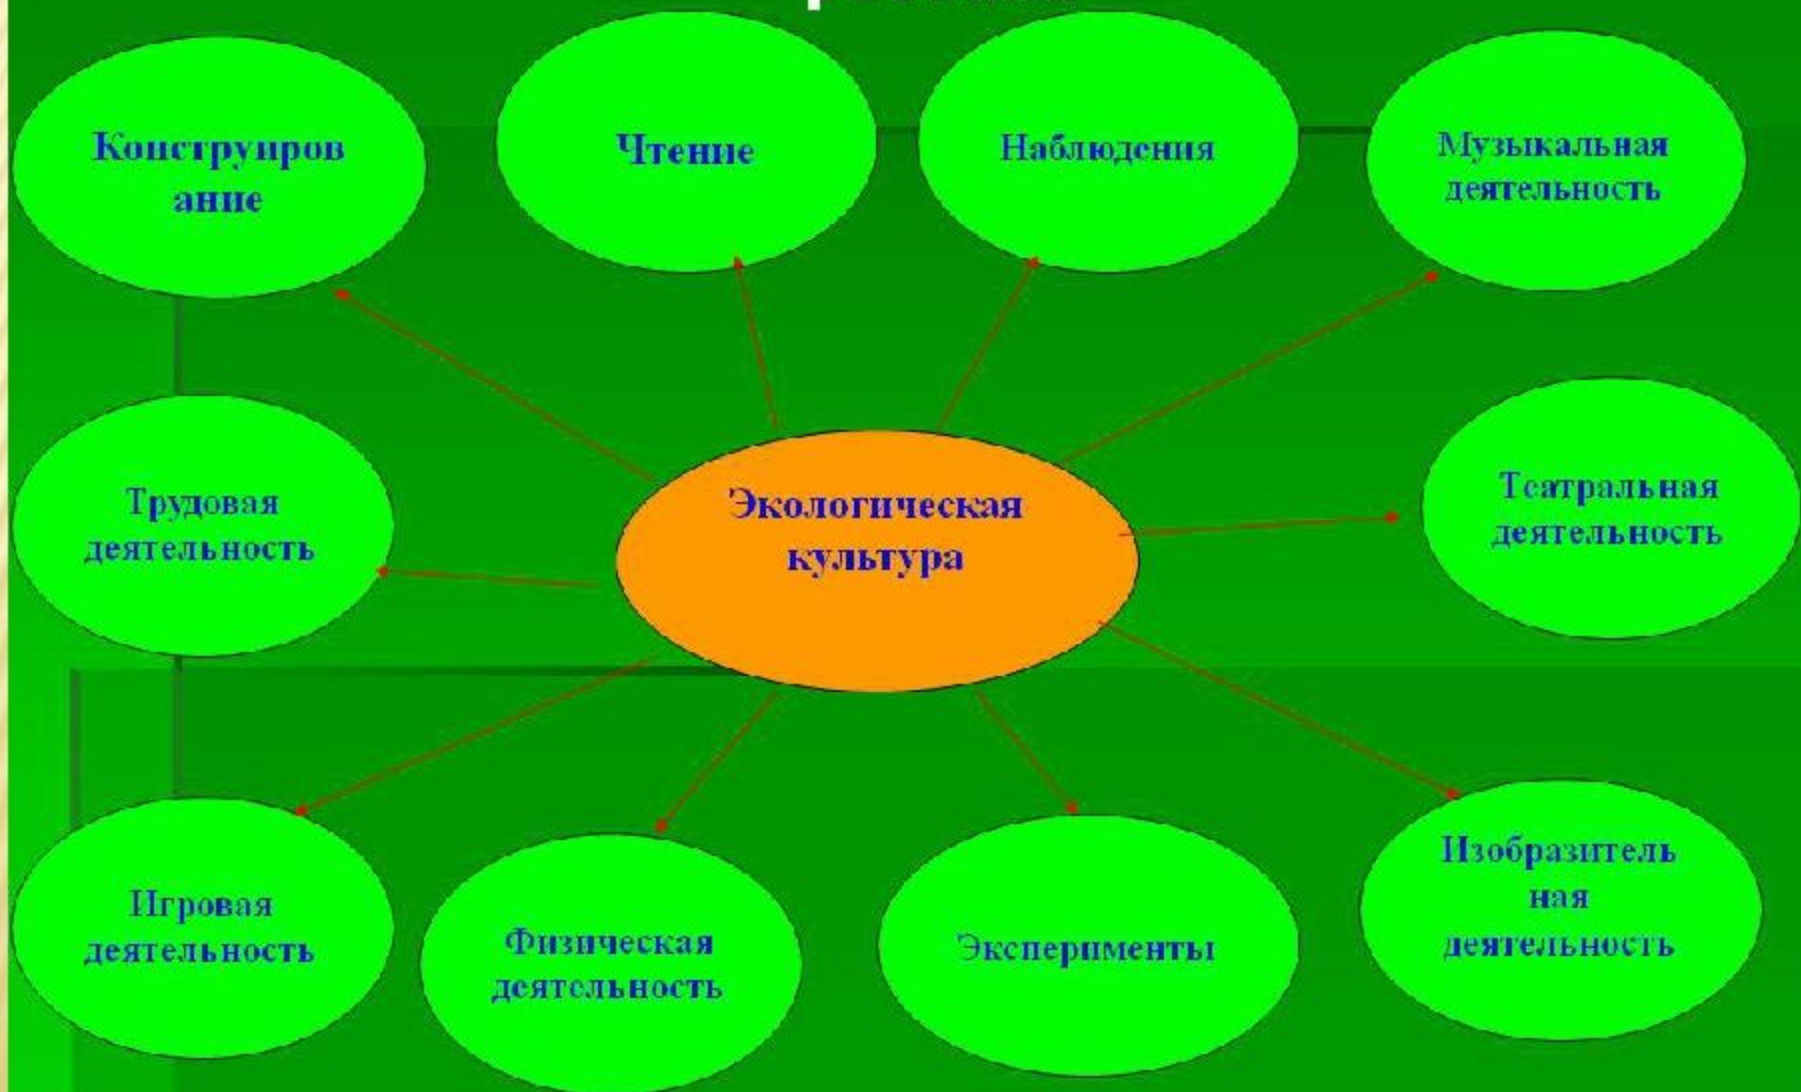 Конструиров
ание
Чтение
Наблюдения
Музыкальная
деятельность
Трудовая
деятельность
Экологическая
культура
Театральная
деятельность
Игровая
деятельность
Физическая
деятельность
Эксперименты
Изобразитель
ная
деятельность